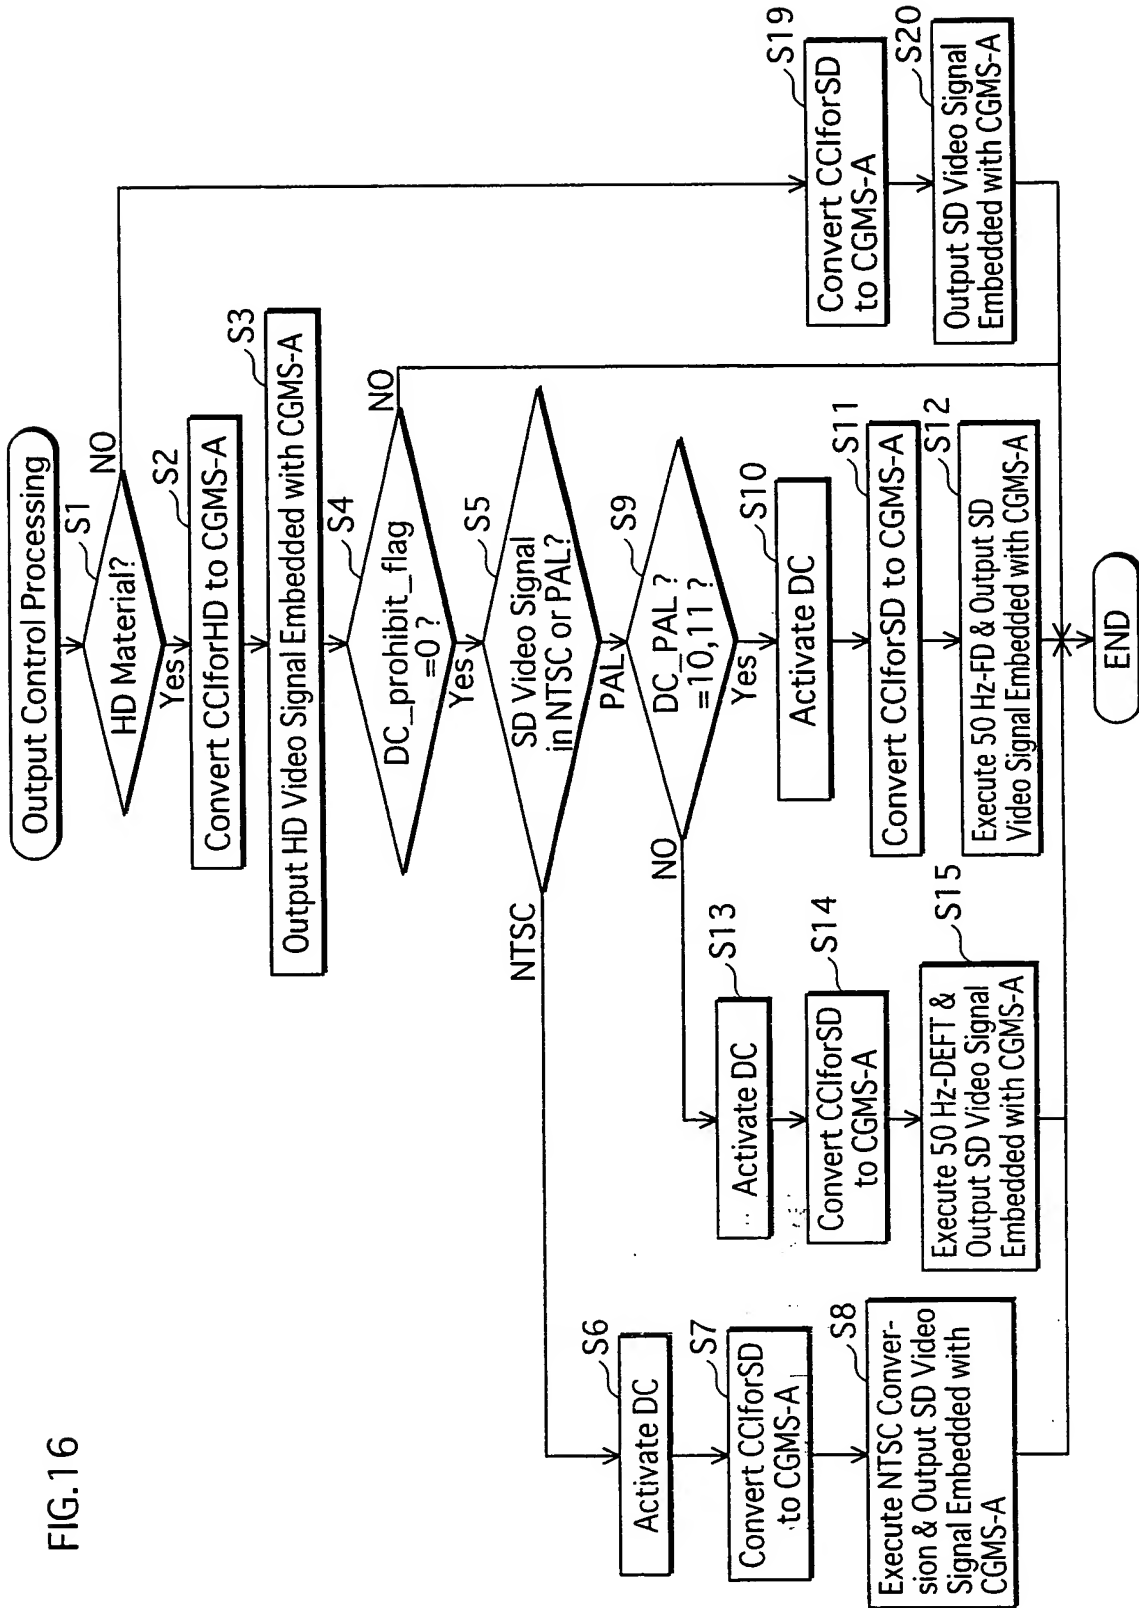 FIG.16
Output Control Processing
S1
HD Material?
NO
Yes
S2
Convert CCIforHD to CGMS-A
S3
Output HD Video Signal Embedded with CGMS-A
S4
DC_prohibit_flag
=0 ?
NO
Yes
S5
SD Video Signal
in NTSC or PAL?
NTSC
PAL
S9
DC_PAL ?
=10,11 ?
NO
Yes
S6
Activate DC
S7
Convert CCIforSD
to CGMS-A
S8
Execute NTSC Conver-
sion & Output SD Video
Signal Embedded with
CGMS-A
S13
Activate DC
S14
Convert CCIforSD
to CGMS-A
S15
Execute 50 Hz-DEFT &
Output SD Video Signal
Embedded with CGMS-A
S10
Activate DC
S11
Convert CCIforSD to CGMS-A
S12
Execute 50 Hz-FD & Output SD
Video Signal Embedded with CGMS-A
S19
Convert CCIforSD
to CGMS-A
S20
Output SD Video Signal
Embedded with CGMS-A
END